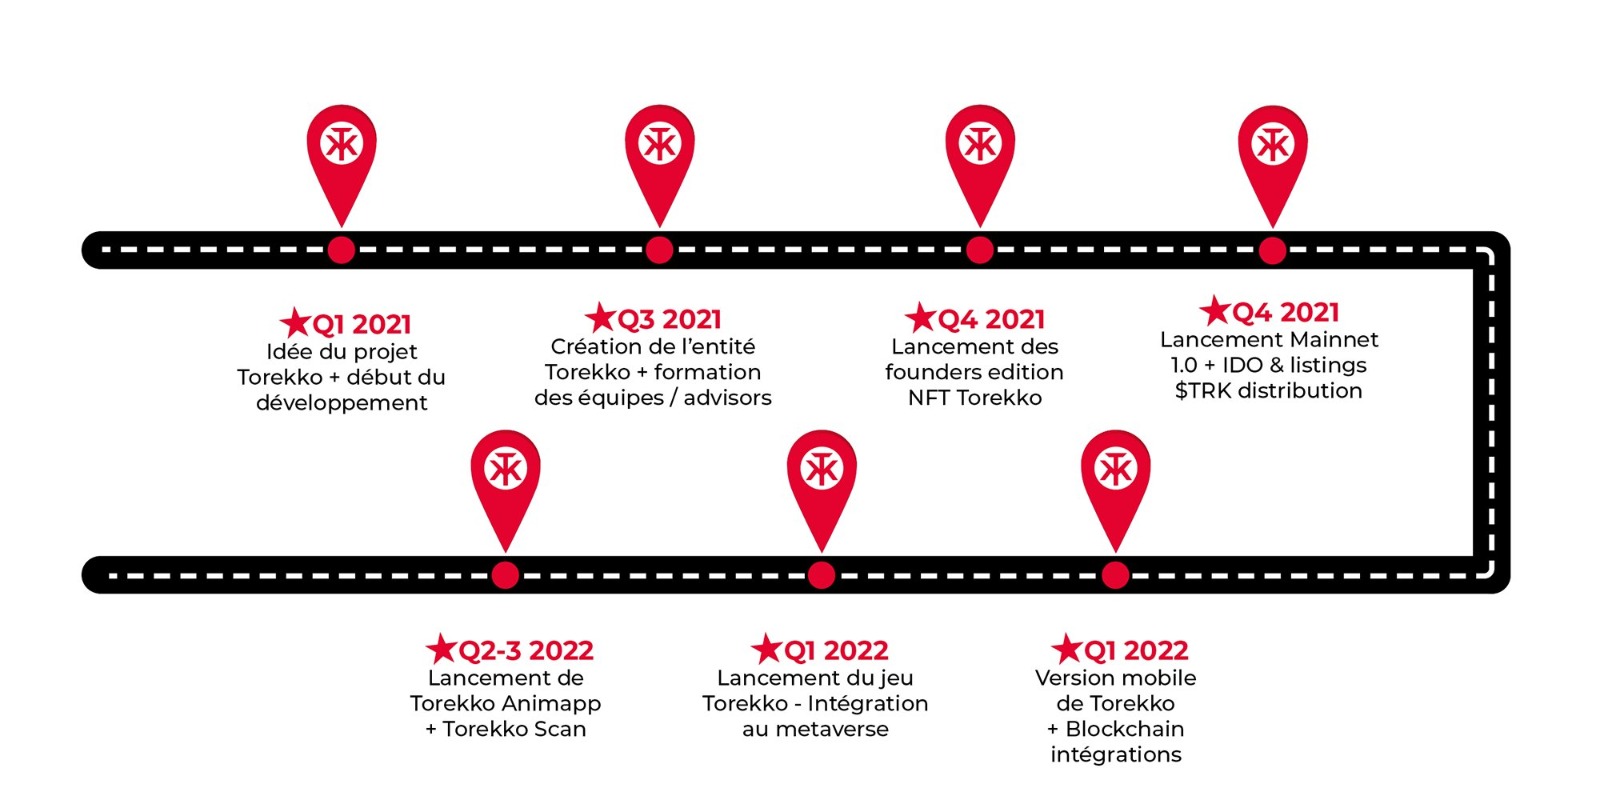 Q1 2021
Idée du projet
Torekko + début du
développement
Q3 2021
Création de l’entité
Torekko + formation
des équipes / advisors
Q4 2021
Lancement des
founders edition
NFT Torekko
Q4 2021
Lancement Mainnet
1.0 + IDO & listings
$TRK distribution
Q2-3 2022
Lancement de
Torekko Animapp
+ Torekko Scan
Q1 2022
Lancement du jeu
Torekko - Intégration
au metaverse
Q1 2022
Version mobile
de Torekko
+ Blockchain
intégrations